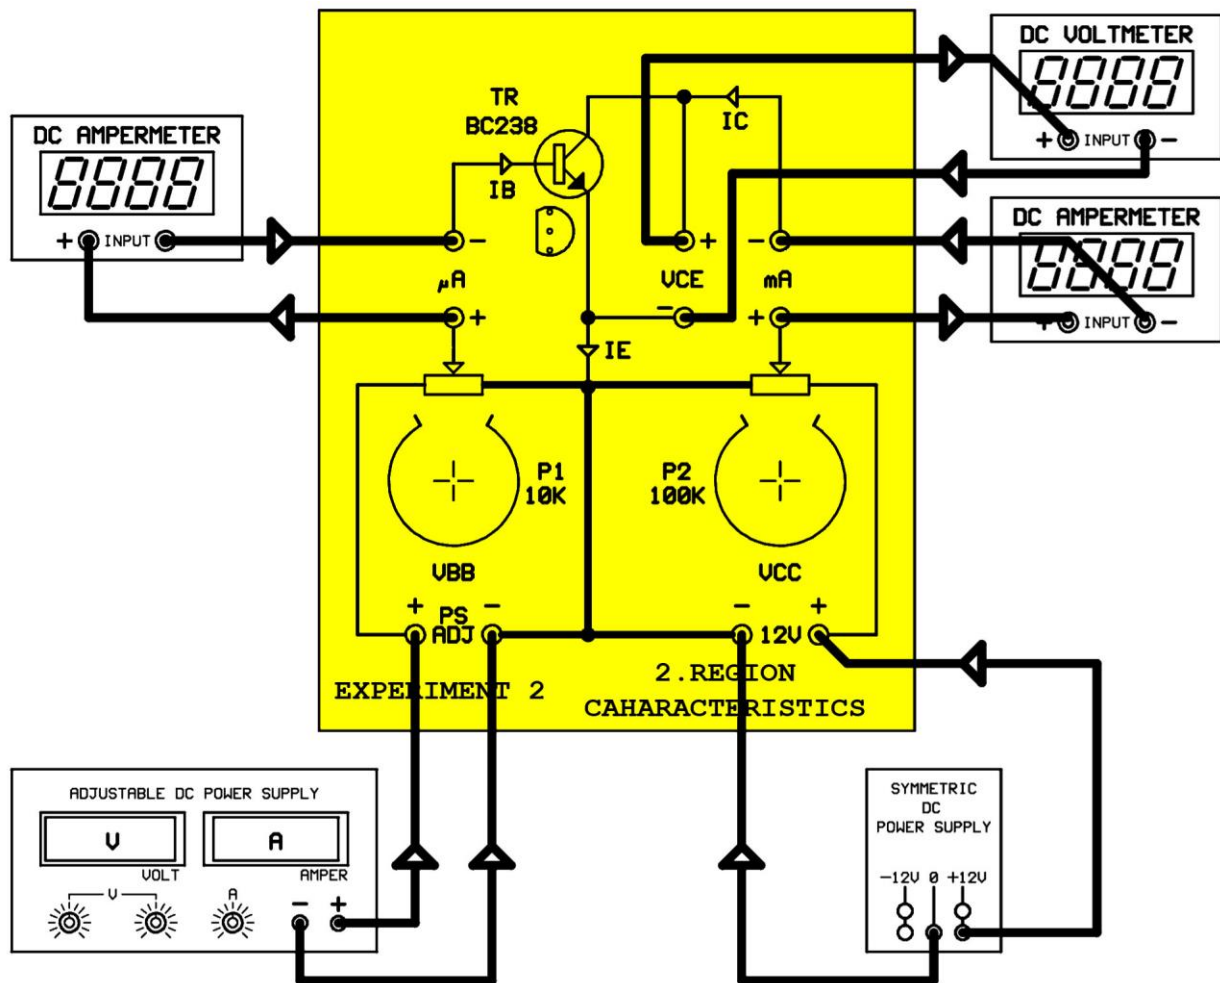 DC VOLTMETER
8888
+ INPUT -
TR
BC238
IC
DC AMPERMETER
8888
+ INPUT -
IB
DC AMPERMETER
8888
+ INPUT -
- + -
μA VCE mA
+ - +
IE
P1
10K
P2
100K
VBB
VCC
+ PS -
ADJ
- 12V +
EXPERIMENT 2
2.REGION
CAHARACTERISTICS
ADJUSTABLE DC POWER SUPPLY
V A
VOLT AMPER
V A - +
SYMMETRIC
DC
POWER SUPPLY
-12V 0 +12V